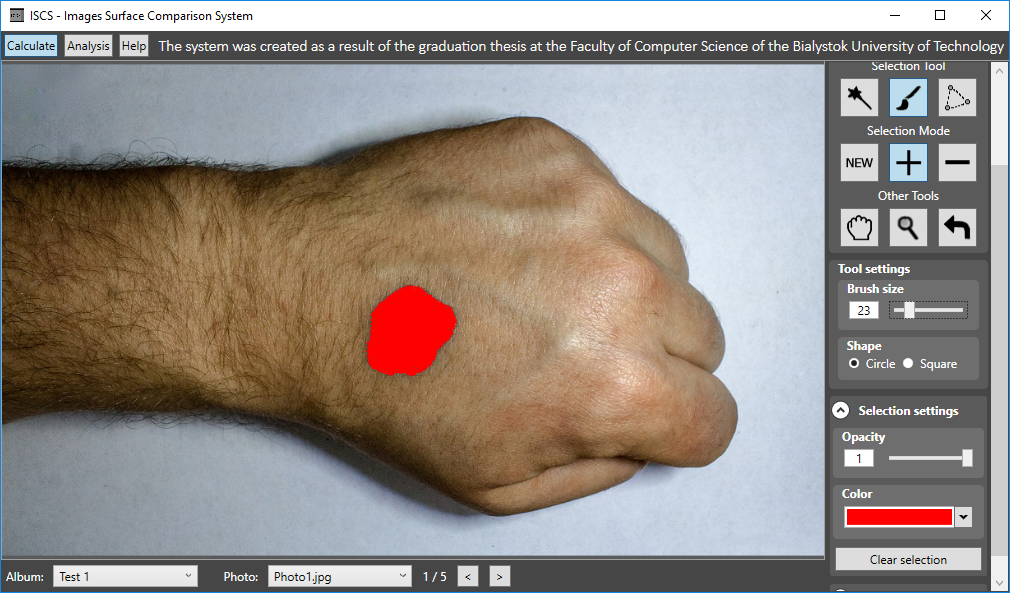 ISCS - Images Surface Comparison System
Calculate Analysis Help The system was created as a result of the graduation thesis at the Faculty of Computer Science of the Bialystok University of Technology
Selection Tool
Selection Mode
NEW
Other Tools
Tool settings
Brush size
23
Shape
Circle Square
Selection settings
Opacity
1
Color
Clear selection
Album: Test 1 Photo: Photo1.jpg 1 / 5 < >